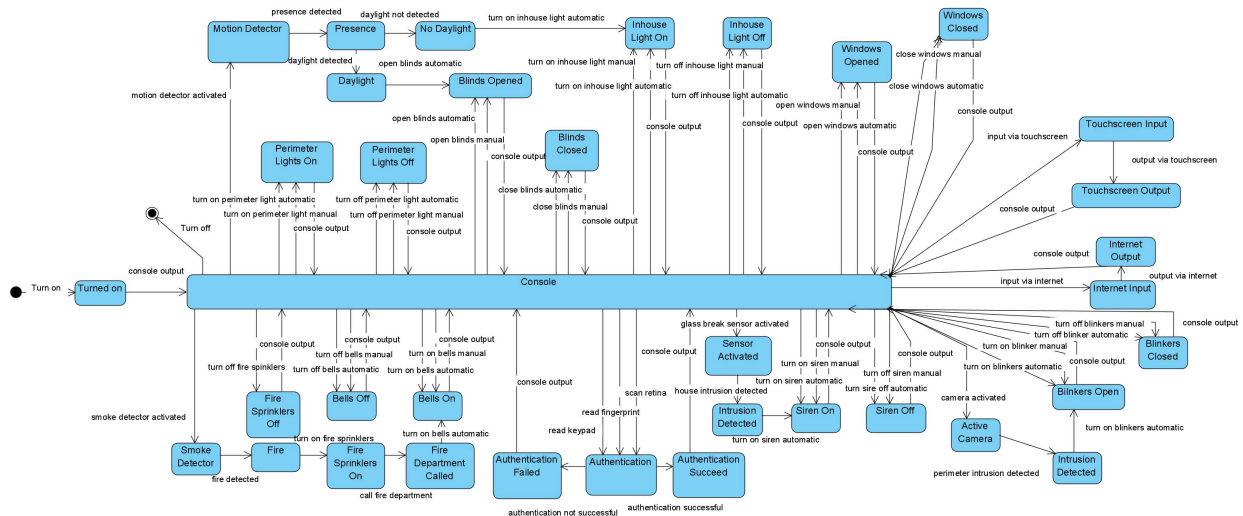 presence detected
daylight not detected
turn on inhouse light automatic
Motion Detector
Presence
No Daylight
Inhouse
Light On
Inhouse
Light Off
Windows
Closed
Windows
Opened
daylight detected
open blinds automatic
Daylight
Blinds Opened
turn on inhouse light manual
turn off inhouse light manual
close windows manual
close windows automatic
turn on inhouse light automatic
turn off inhouse light automatic
motion detector activated
open blinds automatic
open blinds manual
open windows manual
open windows automatic
console output
console output
console output
console output
Perimeter
Lights On
Perimeter
Lights Off
Blinds
Closed
input via touchscreen
Touchscreen Input
output via touchscreen
Touchscreen Output
console output
console output
turn on perimeter light automatic
turn on perimeter light manual
console output
turn off perimeter light automatic
turn off perimeter light manual
console output
close blinds automatic
close blinds manual
console output
console output
Turn off
Internet
Output
console output
output via internet
Turn on
Turned on
console output
Console
input via internet
Internet Input
glass break sensor activated
Sensor
Activated
console output
turn off fire spinklers
console output
turn off bells manual
turn off bells automatic
console output
turn on bells manual
turn on bells automatic
console output
console output
scan retina
read fingerprint
read keypad
house intrusion detected
console output
turn on siren manual
turn on siren automatic
console output
turn off siren manual
turn sire off automatic
turn off blinkers manual
turn off blinker automatic
turn on blinker manual
console output
turn on blinkers automatic
console output
Blinkers
Closed
camera activated
Bilnkers Open
smoke detector activated
Fire
Sprinklers
Off
Bells Off
Bells On
Intrusion
Detected
turn on siren automatic
Siren On
Siren Off
Active
Camera
turn on blinkers automatic
perimeter intrusion detected
Intrusion
Detected
turn on fire sprinklers
turn on bells automatic
Smoke
Detector
fire detected
Fire
Fire
Sprinklers
On
call fire department
Fire
Department
Called
Authentication
Failed
Authentication
Authentication
Succeed
authentication not successful
authentication successful